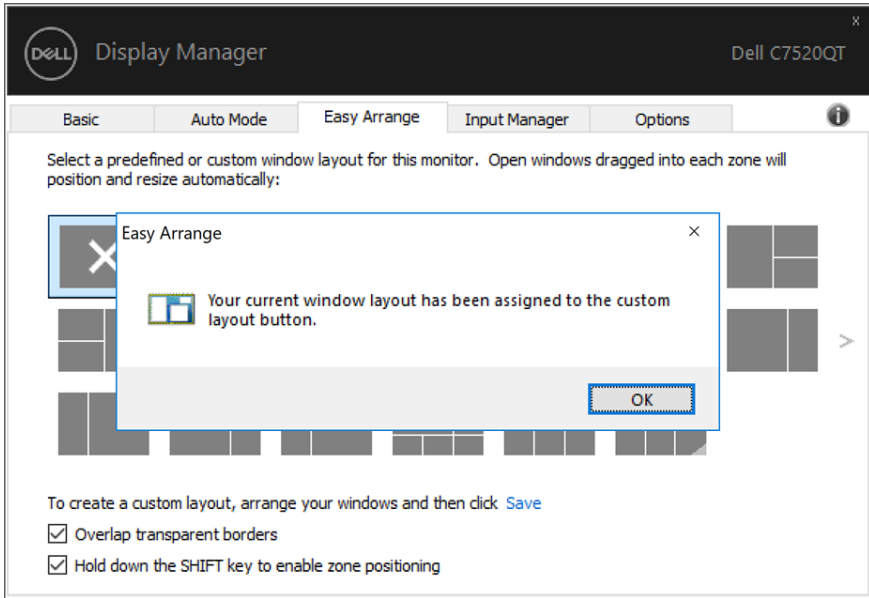 x
DELL
Display Manager
Dell C7520QT
Basic
Auto Mode
Easy Arrange
Input Manager
Options
i
Select a predefined or custom window layout for this monitor. Open windows dragged into each zone will
position and resize automatically:
Easy Arrange
Your current window layout has been assigned to the custom
layout button.
OK
>
To create a custom layout, arrange your windows and then click Save
Overlap transparent borders
Hold down the SHIFT key to enable zone positioning